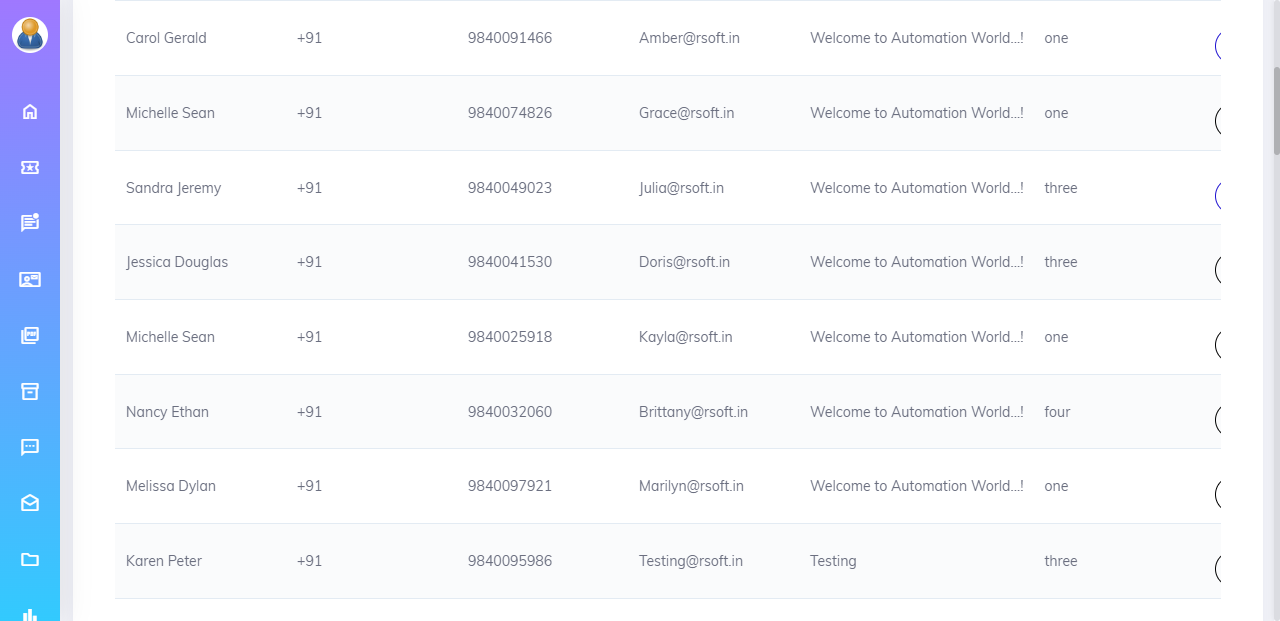 Carol Gerald +91 9840091466 Amber@rsoft.in Welcome to Automation World...! one
Michelle Sean +91 9840074826 Grace@rsoft.in Welcome to Automation World...! one
Sandra Jeremy +91 9840049023 Julia@rsoft.in Welcome to Automation World...! three
Jessica Douglas +91 9840041530 Doris@rsoft.in Welcome to Automation World...! three
Michelle Sean +91 9840025918 Kayla@rsoft.in Welcome to Automation World...! one
Nancy Ethan +91 9840032060 Brittany@rsoft.in Welcome to Automation World...! four
Melissa Dylan +91 9840097921 Marilyn@rsoft.in Welcome to Automation World...! one
Karen Peter +91 9840095986 Testing@rsoft.in Testing three